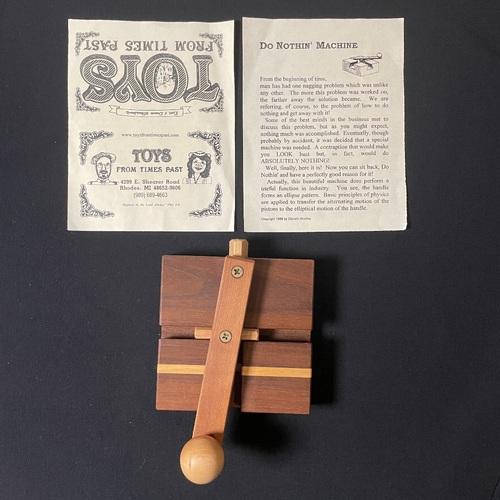 FROM TIMES PAST
TOYS
www.toysfromtimespast.com
TOYS
FROM TIMES PAST
4299 E. Sleezer Road
Rhodes, MI 48652-9606
(989) 689-4663
DO NOTHIN' MACHINE
From the beginning of time,
man has had one nagging problem which was unlike
any other. The more this problem was worked on,
the farther away the solution became. We are
referring, of course, to the problem of how to do
nothing and get away with it!
Some of the best minds in the business met to
discuss this problem, but as you might expect,
nothing much was accomplished. Eventually, though
probably by accident, it was decided that a special
machine was needed. A contraption that would make
you LOOK busy but, in fact, would do
ABSOLUTELY NOTHING!
Well, finally, here it is! Now you can sit back, Do
Nothin' and have a perfectly good reason for it!
Actually, this beautiful machine does perform a
useful function in industry. You see, the handle
forms an ellipse pattern. Basic principles of physics
are applied to transfer the alternating motion of the
pistons to the elliptical motion of the handle.